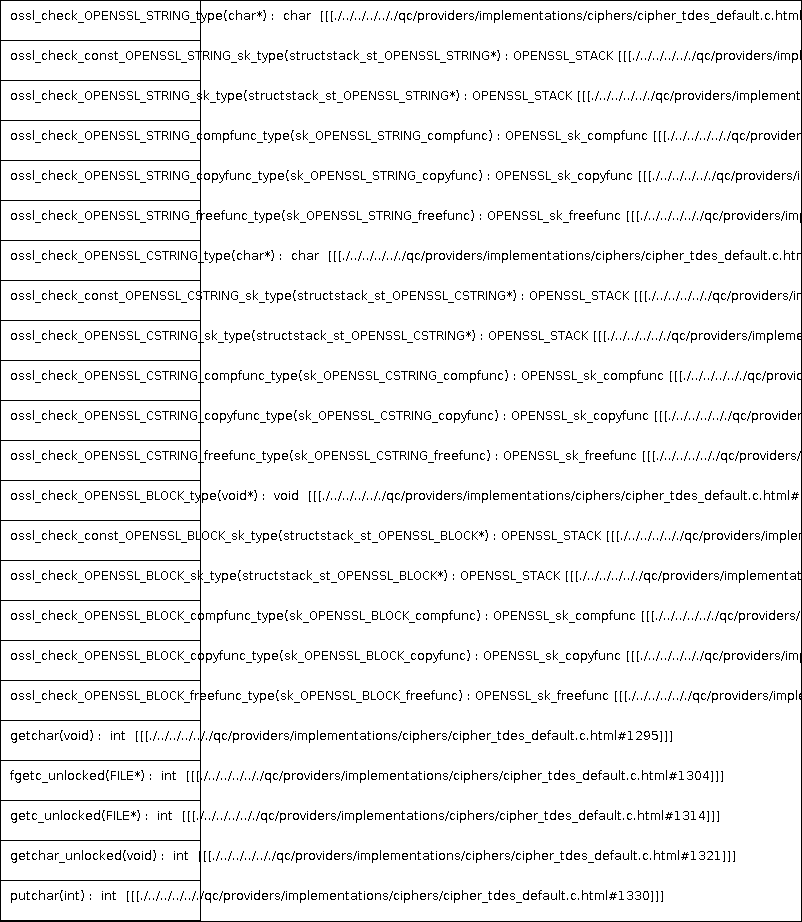 ossl_check_OPENSSL_STRING_type(char*) : char [[[./../../../../../qc/providers/implementations/ciphers/cipher_tdes_default.c.html
ossl_check_const_OPENSSL_STRING_sk_type(structstack_st_OPENSSL_STRING*) : OPENSSL_STACK [[[./../../../../../qc/providers/impl
ossl_check_OPENSSL_STRING_sk_type(structstack_st_OPENSSL_STRING*) : OPENSSL_STACK [[[./../../../../../qc/providers/implement
ossl_check_OPENSSL_STRING_compfunc_type(sk_OPENSSL_STRING_compfunc) : OPENSSL_sk_compfunc [[[./../../../../../qc/provider
ossl_check_OPENSSL_STRING_copyfunc_type(sk_OPENSSL_STRING_copyfunc) : OPENSSL_sk_copyfunc [[[./../../../../../qc/providers/i
ossl_check_OPENSSL_STRING_freefunc_type(sk_OPENSSL_STRING_freefunc) : OPENSSL_sk_freefunc [[[./../../../../../qc/providers/im
ossl_check_OPENSSL_CSTRING_type(char*) : char [[[./../../../../../qc/providers/implementations/ciphers/cipher_tdes_default.c.htm
ossl_check_const_OPENSSL_CSTRING_sk_type(structstack_st_OPENSSL_CSTRING*) : OPENSSL_STACK [[[./../../../../../qc/providers/i
ossl_check_OPENSSL_CSTRING_sk_type(structstack_st_OPENSSL_CSTRING*) : OPENSSL_STACK [[[./../../../../../qc/providers/impleme
ossl_check_OPENSSL_CSTRING_compfunc_type(sk_OPENSSL_CSTRING_compfunc) : OPENSSL_sk_compfunc [[[./../../../../../qc/provid
ossl_check_OPENSSL_CSTRING_copyfunc_type(sk_OPENSSL_CSTRING_copyfunc) : OPENSSL_sk_copyfunc [[[./../../../../../qc/provider
ossl_check_OPENSSL_CSTRING_freefunc_type(sk_OPENSSL_CSTRING_freefunc) : OPENSSL_sk_freefunc [[[./../../../../../qc/providers/
ossl_check_OPENSSL_BLOCK_type(void*) : void [[[./../../../../../qc/providers/implementations/ciphers/cipher_tdes_default.c.html#
ossl_check_const_OPENSSL_BLOCK_sk_type(structstack_st_OPENSSL_BLOCK*) : OPENSSL_STACK [[[./../../../../../qc/providers/imple
ossl_check_OPENSSL_BLOCK_sk_type(structstack_st_OPENSSL_BLOCK*) : OPENSSL_STACK [[[./../../../../../qc/providers/implementat
ossl_check_OPENSSL_BLOCK_compfunc_type(sk_OPENSSL_BLOCK_compfunc) : OPENSSL_sk_compfunc [[[./../../../../../qc/providers/
ossl_check_OPENSSL_BLOCK_copyfunc_type(sk_OPENSSL_BLOCK_copyfunc) : OPENSSL_sk_copyfunc [[[./../../../../../qc/providers/im
ossl_check_OPENSSL_BLOCK_freefunc_type(sk_OPENSSL_BLOCK_freefunc) : OPENSSL_sk_freefunc [[[./../../../../../qc/providers/imple
getchar(void) : int [[[./../../../../../qc/providers/implementations/ciphers/cipher_tdes_default.c.html#1295]]]
fgetc_unlocked(FILE*) : int [[[./../../../../../qc/providers/implementations/ciphers/cipher_tdes_default.c.html#1304]]]
getc_unlocked(FILE*) : int [[[./../../../../../qc/providers/implementations/ciphers/cipher_tdes_default.c.html#1314]]]
getchar_unlocked(void) : int [[[./../../../../../qc/providers/implementations/ciphers/cipher_tdes_default.c.html#1321]]]
putchar(int) : int [[[./../../../../../qc/providers/implementations/ciphers/cipher_tdes_default.c.html#1330]]]